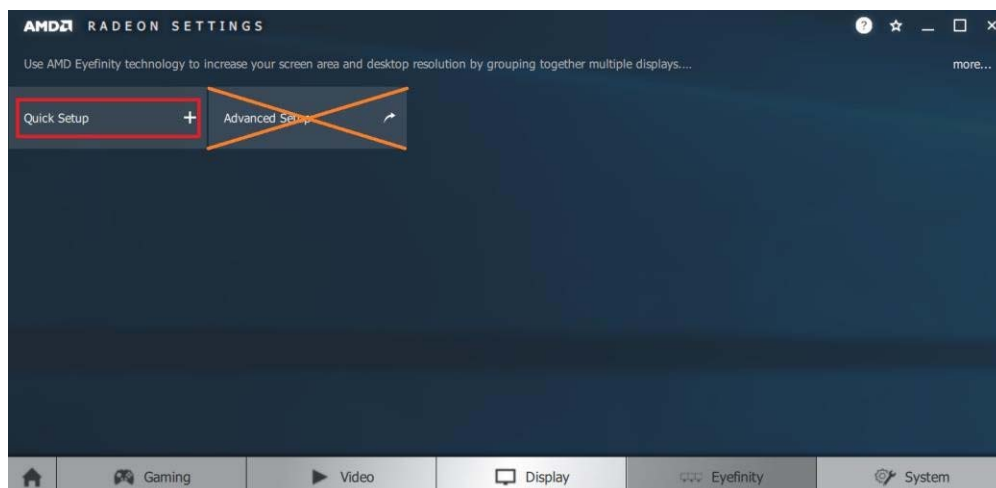 AMD RADEON SETTINGS
Use AMD Eyefinity technology to increase your screen area and desktop resolution by grouping together multiple displays.... more...
Quick Setup + Advanced Setup
Gaming Video Display Eyefinity System